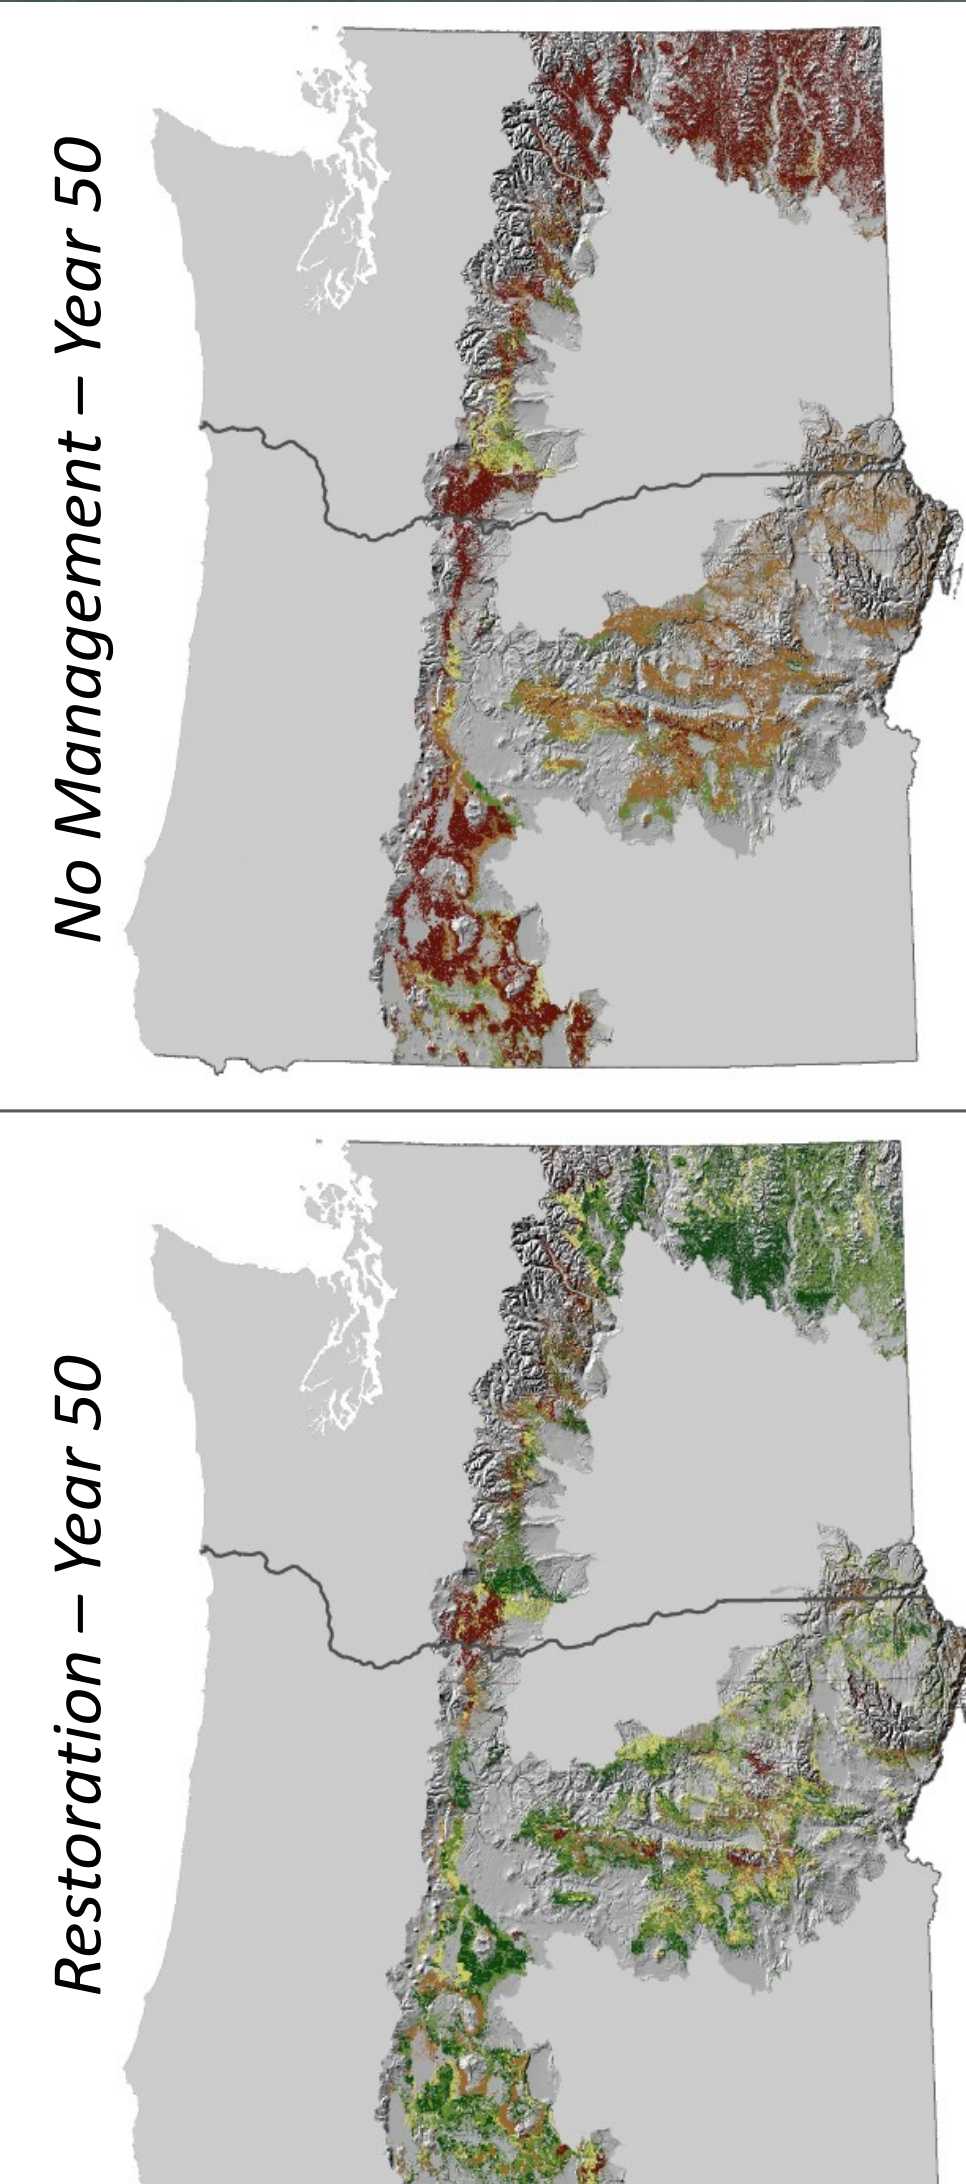 No Management – Year 50
Restoration – Year 50